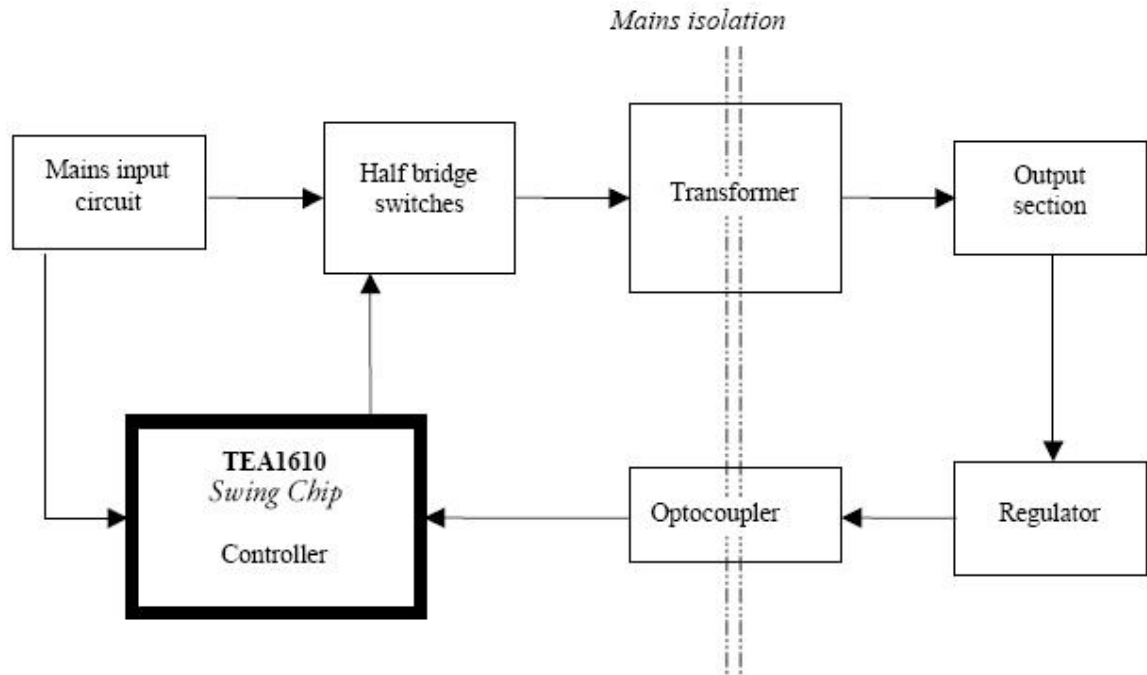 Mains isolation
Mains input
circuit
Half bridge
switches
Transformer
Output
section
TEA1610
Swing Chip
Controller
Optocoupler
Regulator